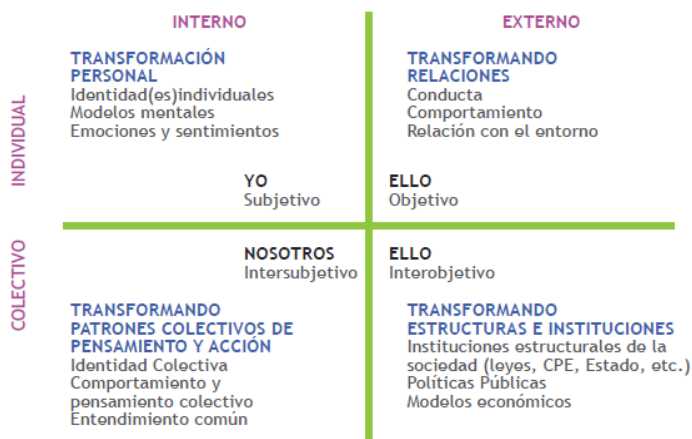 INTERNO
EXTERNO
INDIVIDUAL
TRANSFORMACIÓN
PERSONAL
Identidad(es)individuales
Modelos mentales
Emociones y sentimientos
YO
Subjetivo
TRANSFORMANDO
RELACIONES
Conducta
Comportamiento
Relación con el entorno
ELLO
Objetivo
COLECTIVO
NOSOTROS
Intersubjetivo
TRANSFORMANDO
PATRONES COLECTIVOS DE
PENSAMIENTO Y ACCIÓN
Identidad Colectiva
Comportamiento y
pensamiento colectivo
Entendimiento común
ELLO
Interobjetivo
TRANSFORMANDO
ESTRUCTURAS E INSTITUCIONES
Instituciones estructurales de la
sociedad (leyes, CPE, Estado, etc.)
Políticas Públicas
Modelos económicos